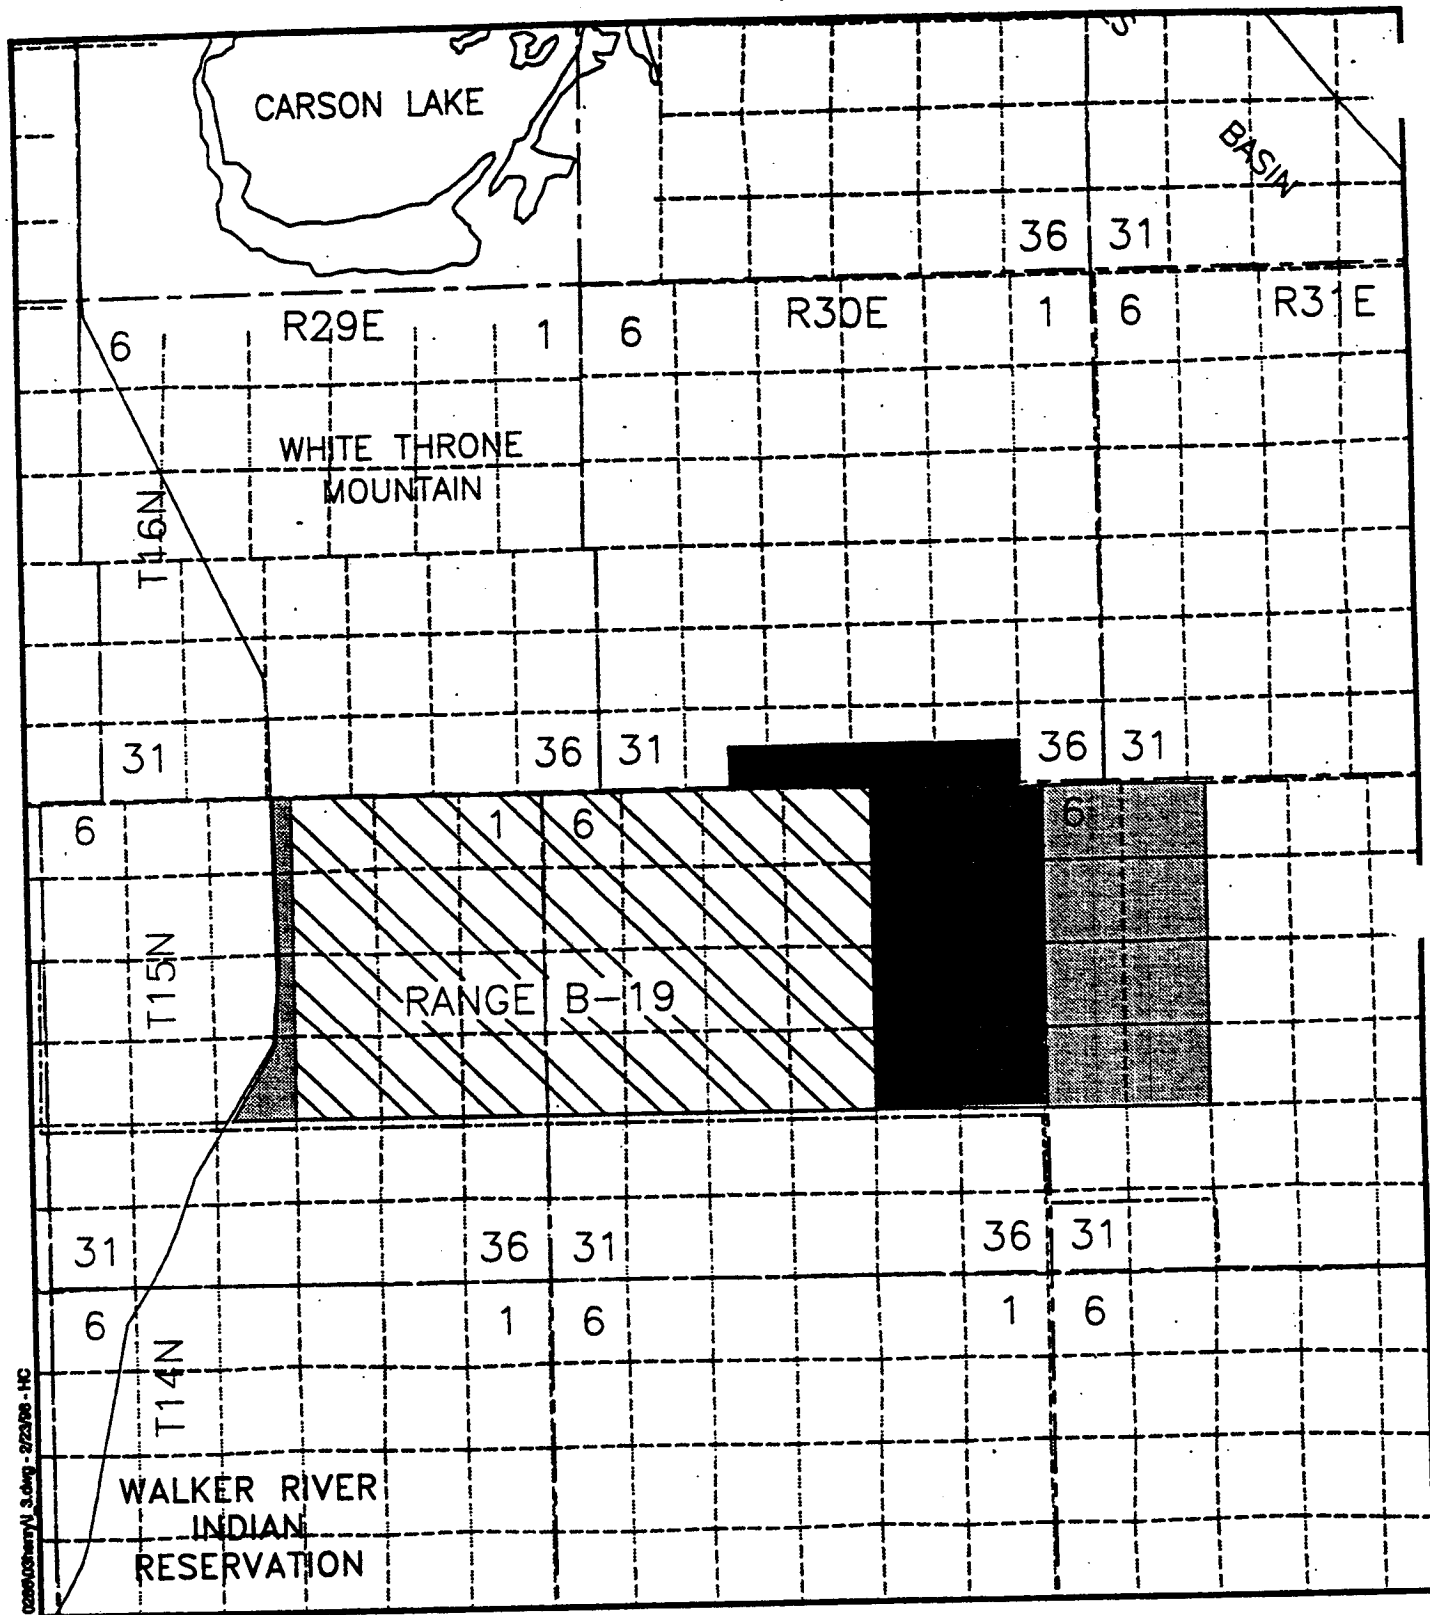 CARSON LAKE
S
BASIN
36 31
R29E R30E R31E
6 1 6 1 6
WHITE THRONE
MOUNTAIN
T16N
31 36 31 36 31
6 1 6 6
T15N
RANGE B-19
31 36 31 36 31
6 1 6 1 6
T14N
WALKER RIVER
INDIAN
RESERVATION